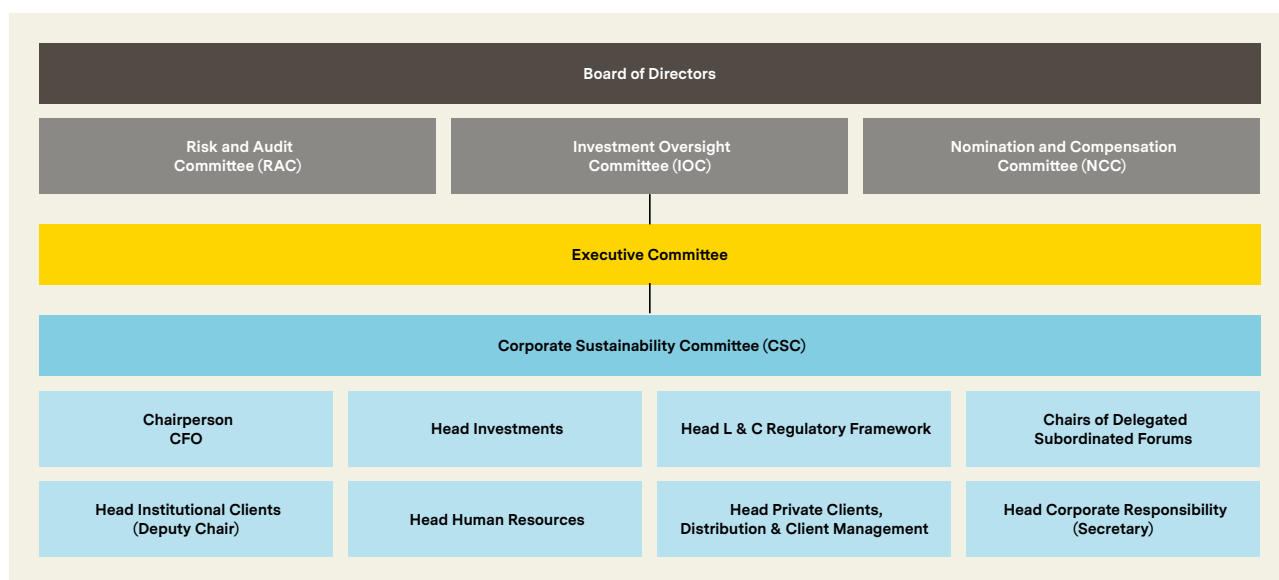 Board of Directors
Risk and Audit
Committee (RAC)
Investment Oversight
Committee (IOC)
Nomination and Compensation
Committee (NCC)
Executive Committee
Corporate Sustainability Committee (CSC)
Chairperson
CFO
Head Investments
Head L & C Regulatory Framework
Chairs of Delegated
Subordinated Forums
Head Institutional Clients
(Deputy Chair)
Head Human Resources
Head Private Clients,
Distribution & Client Management
Head Corporate Responsibility
(Secretary)